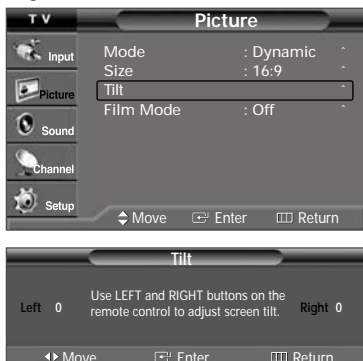 TV
Picture
Input
Picture
Sound
Channel
Setup
Mode : Dynamic
Size : 16:9
Tilt
Film Mode : Off
Move Enter Return
Tilt
Left 0
Use LEFT and RIGHT buttons on the
remote control to adjust screen tilt.
Right 0
Move Enter Return